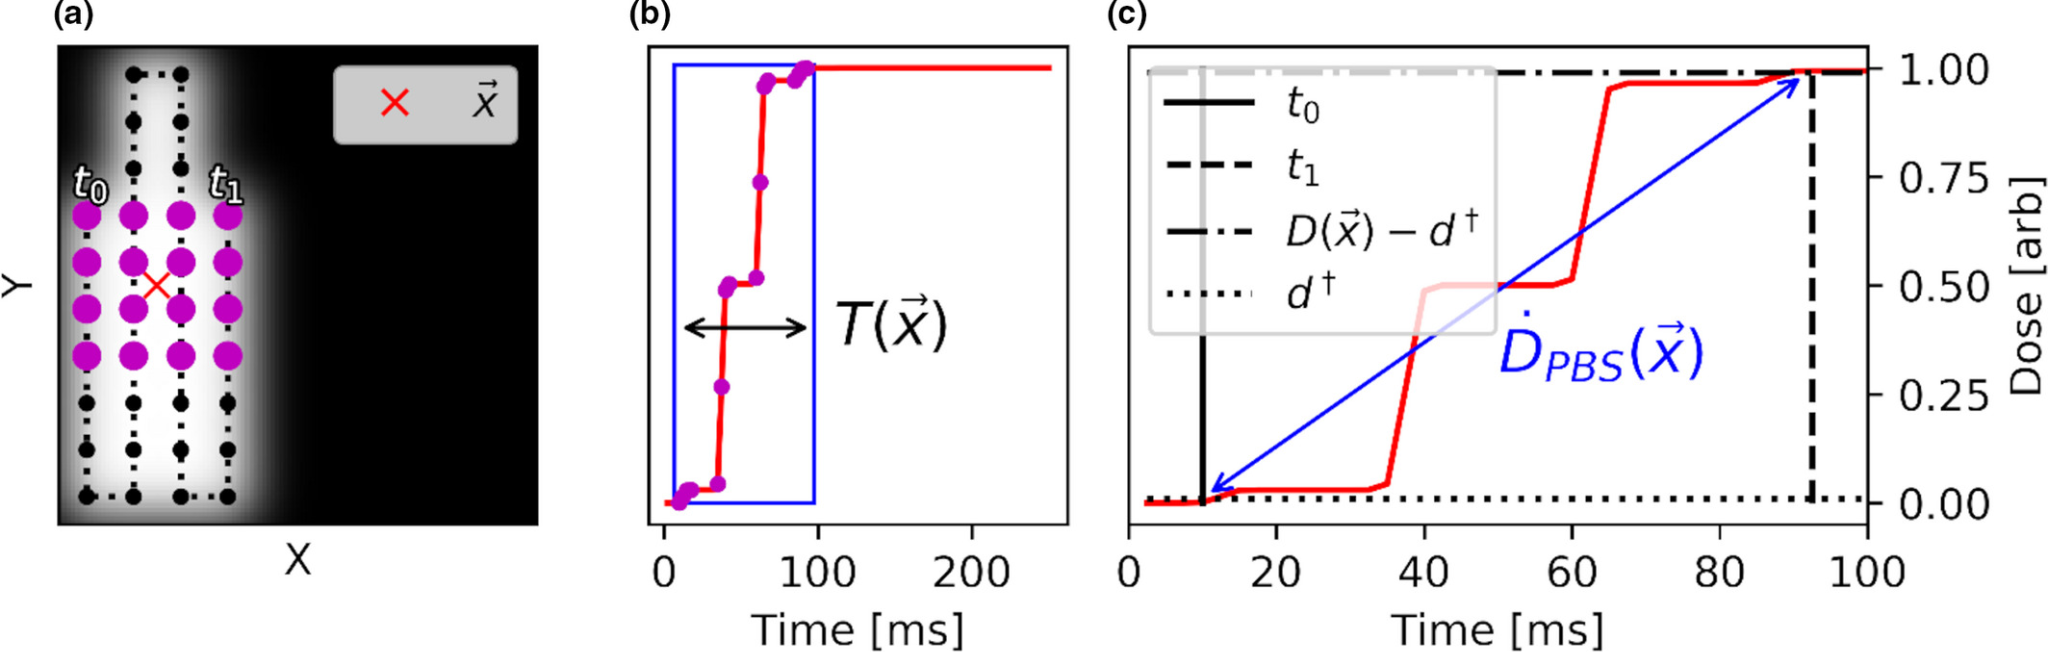 (a)
x⃗
t₀ t₁
Y
X
(b)
T(x⃗)
0 100 200
Time [ms]
(c)
t₀
t₁
D(x⃗) − d†
d†
Ḋ_PBS(x⃗)
1.00
0.75
0.50
0.25
0.00
Dose [arb]
0 20 40 60 80 100
Time [ms]